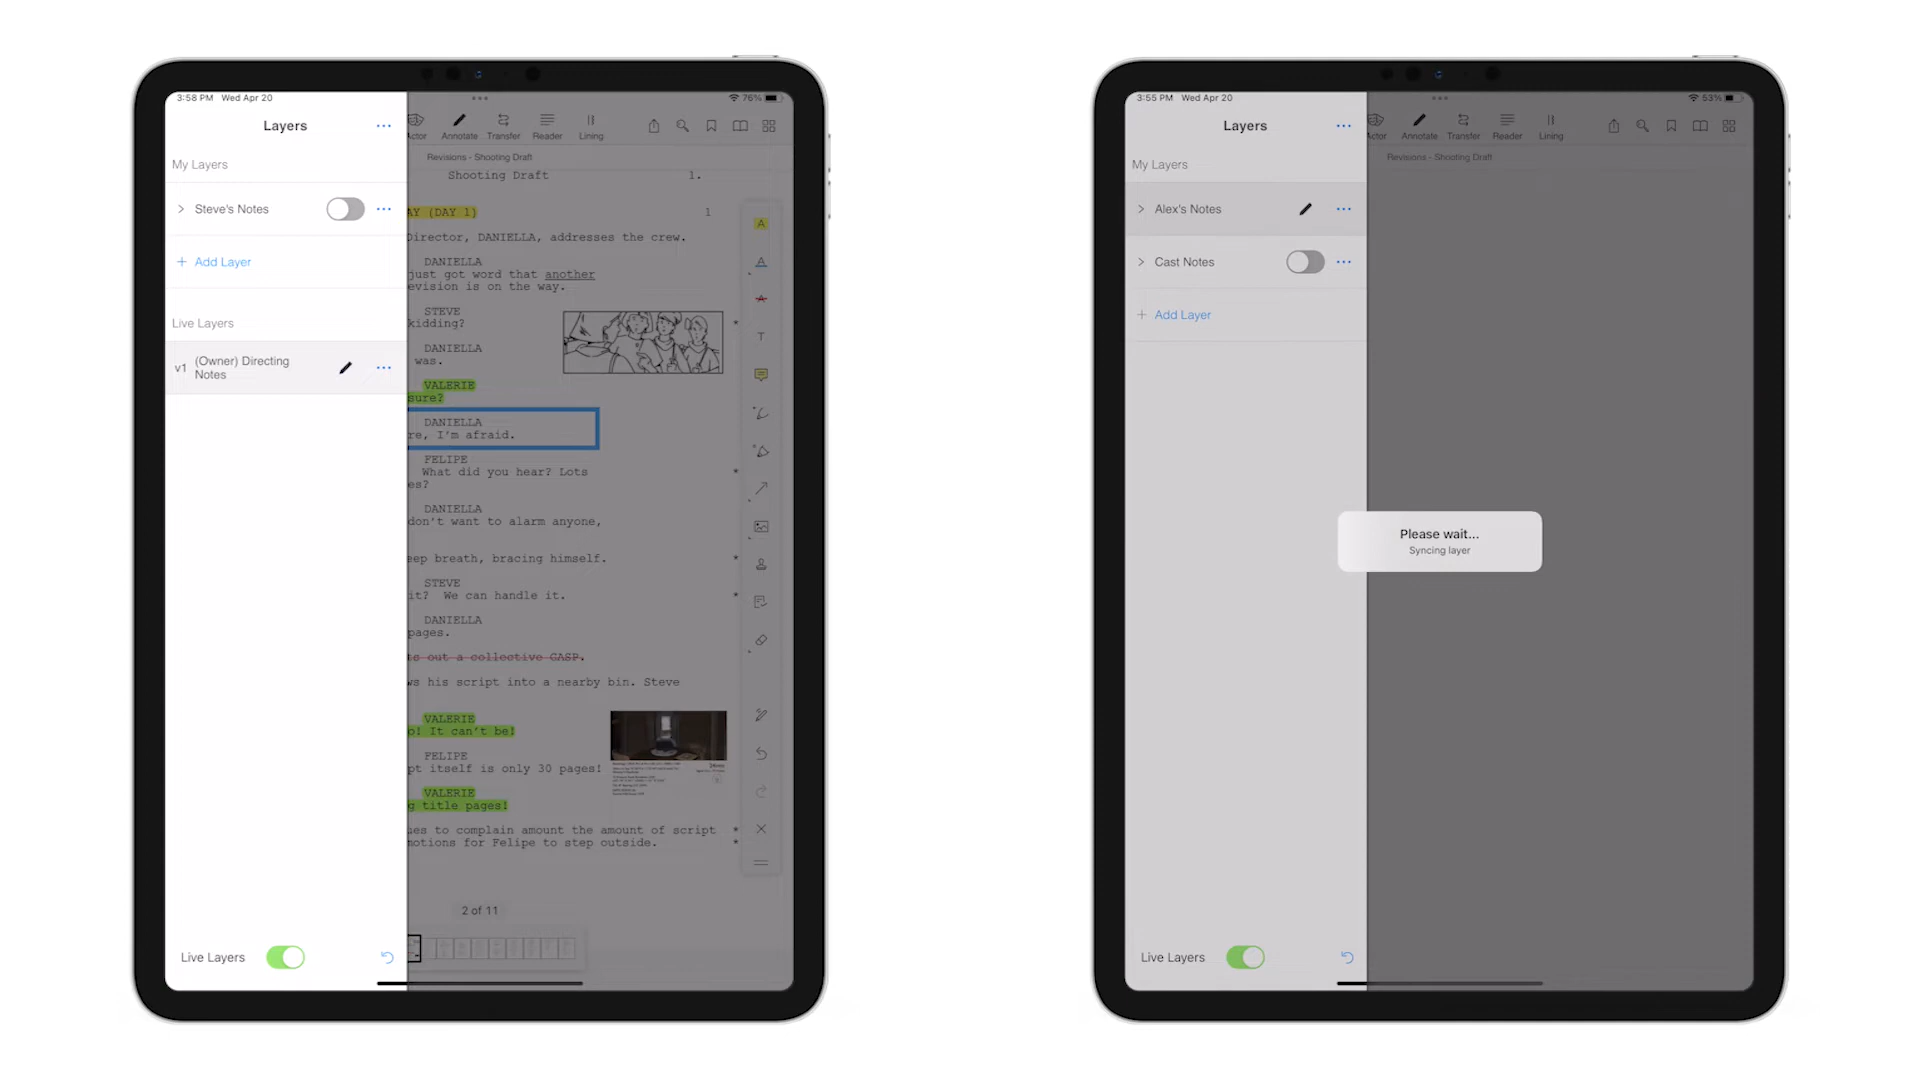 3:58 PM Wed Apr 20
76%
Layers
My Layers
Steve's Notes
+ Add Layer
Live Layers
v1 (Owner) Directing
Notes
Live Layers
ctor Annotate Transfer Reader Lining
Revisions - Shooting Draft
Shooting Draft 1.
AY (DAY 1) 1
Director, DANIELLA, addresses the crew.
DANIELLA
just got word that another
evision is on the way.
STEVE
kidding? *
DANIELLA
was.
VALERIE
sure?
DANIELLA
re, I'm afraid.
FELIPE
What did you hear? Lots *
es?
DANIELLA
don't want to alarm anyone,
eep breath, bracing himself. *
STEVE
it? We can handle it. *
DANIELLA
pages.
ts out a collective GASP.
ws his script into a nearby bin. Steve
VALERIE
o! It can't be!
FELIPE
pt itself is only 30 pages!
VALERIE
g title pages!
ues to complain amount the amount of script *
motions for Felipe to step outside. *
2 of 11
A
A
A
T
3:55 PM Wed Apr 20
53%
Layers
My Layers
Alex's Notes
Cast Notes
+ Add Layer
Live Layers
ctor Annotate Transfer Reader Lining
Revisions - Shooting Draft
Please wait...
Syncing layer